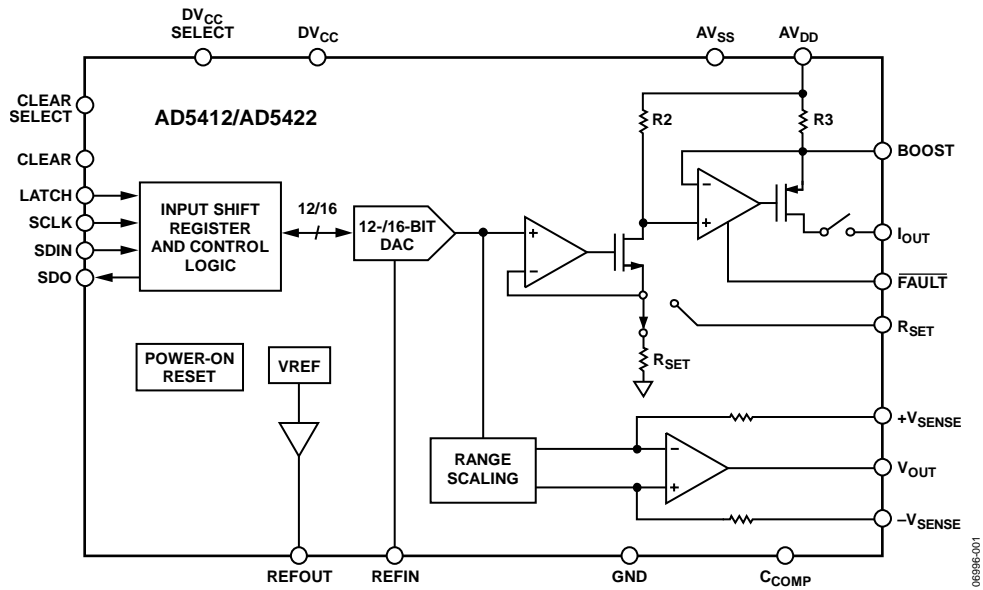 DVCC
SELECT
DVCC
AVSS
AVDD
CLEAR
SELECT
AD5412/AD5422
R2
R3
BOOST
CLEAR
LATCH
SCLK
SDIN
SDO
INPUT SHIFT
REGISTER
AND CONTROL
LOGIC
12/16
12-/16-BIT
DAC
+
−
−
+
IOUT
FAULT
RSET
RSET
POWER-ON
RESET
VREF
RANGE
SCALING
−
+
+VSENSE
VOUT
−VSENSE
REFOUT
REFIN
GND
CCOMP
06996-001